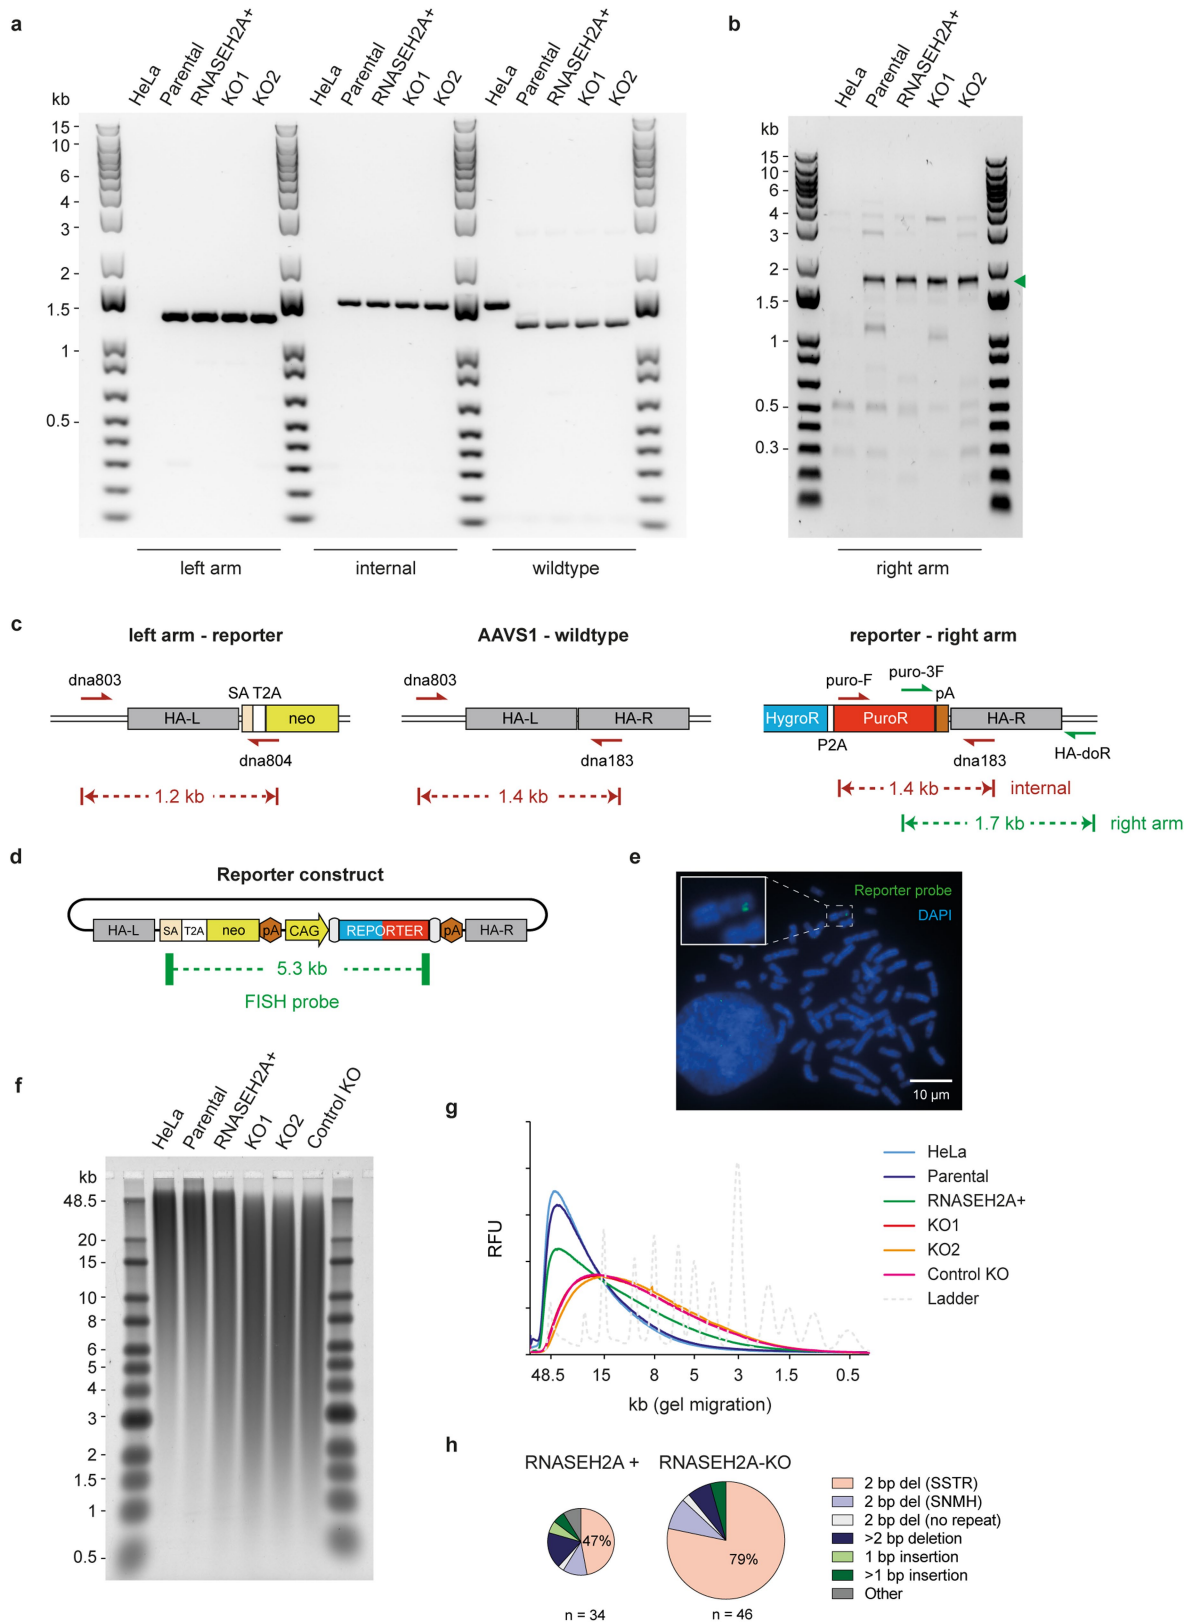 a
HeLa
Parental
RNASEH2A+
KO1
KO2
HeLa
Parental
RNASEH2A+
KO1
KO2
HeLa
Parental
RNASEH2A+
KO1
KO2
kb
15
10
6
4
3
2
1.5
1
0.5
left arm
internal
wildtype
b
HeLa
Parental
RNASEH2A+
KO1
KO2
kb
15
10
6
4
3
2
1.5
1
0.5
0.3
right arm
c
left arm - reporter
dna803
SA T2A
HA-L
neo
dna804
1.2 kb
AAVS1 - wildtype
dna803
HA-L
HA-R
dna183
1.4 kb
reporter - right arm
puro-3F
puro-F
pA
HygroR
PuroR
HA-R
P2A
dna183
HA-doR
1.4 kb
internal
1.7 kb
right arm
d
Reporter construct
HA-L
SA
T2A
neo
pA
CAG
REPORTER
pA
HA-R
5.3 kb
FISH probe
e
Reporter probe
DAPI
10 µm
f
HeLa
Parental
RNASEH2A+
KO1
KO2
Control KO
kb
48.5
20
15
10
8
6
5
4
3
2
1.5
1
0.5
g
RFU
48.5
15
8
5
3
1.5
0.5
kb (gel migration)
HeLa
Parental
RNASEH2A+
KO1
KO2
Control KO
Ladder
h
RNASEH2A +
RNASEH2A-KO
47%
79%
n = 34
n = 46
2 bp del (SSTR)
2 bp del (SNMH)
2 bp del (no repeat)
>2 bp deletion
1 bp insertion
>1 bp insertion
Other